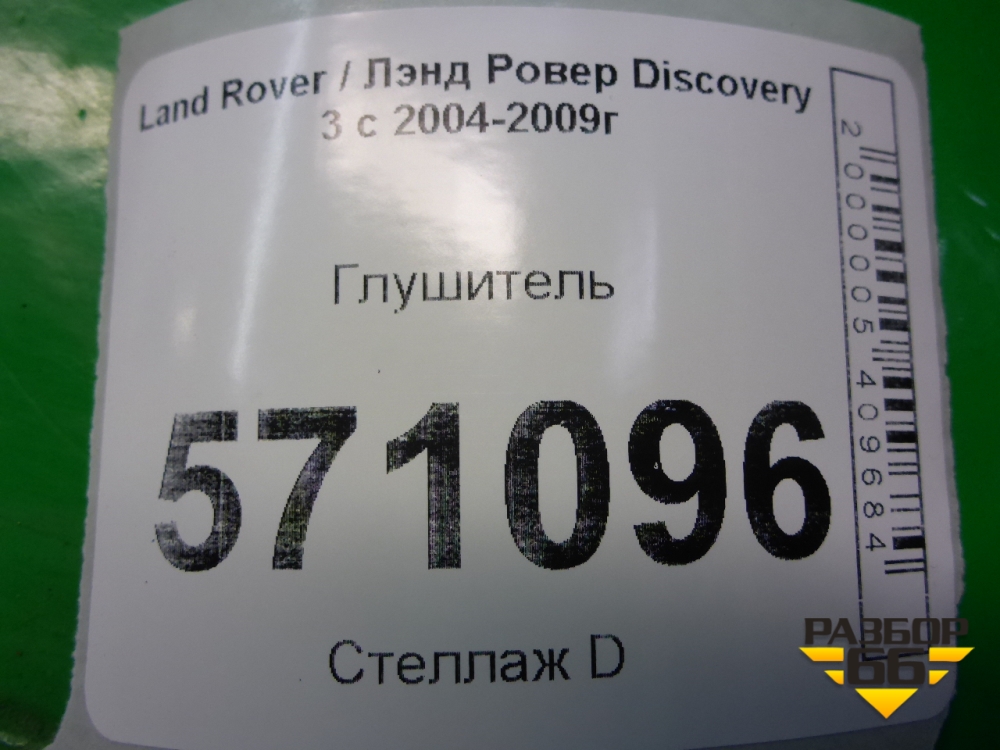 Land Rover / Лэнд Ровер Discovery
3 с 2004-2009г
Глушитель
571096
Стеллаж D
2000005409684
РАЗБОР
66